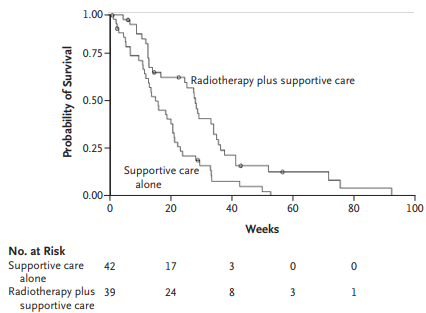 1.00
0.75
0.50
0.25
0.00
Probability of Survival
Radiotherapy plus supportive care
Supportive care
alone
0 20 40 60 80 100
Weeks
No. at Risk
Supportive care 42 17 3 0 0
alone
Radiotherapy plus 39 24 8 3 1
supportive care